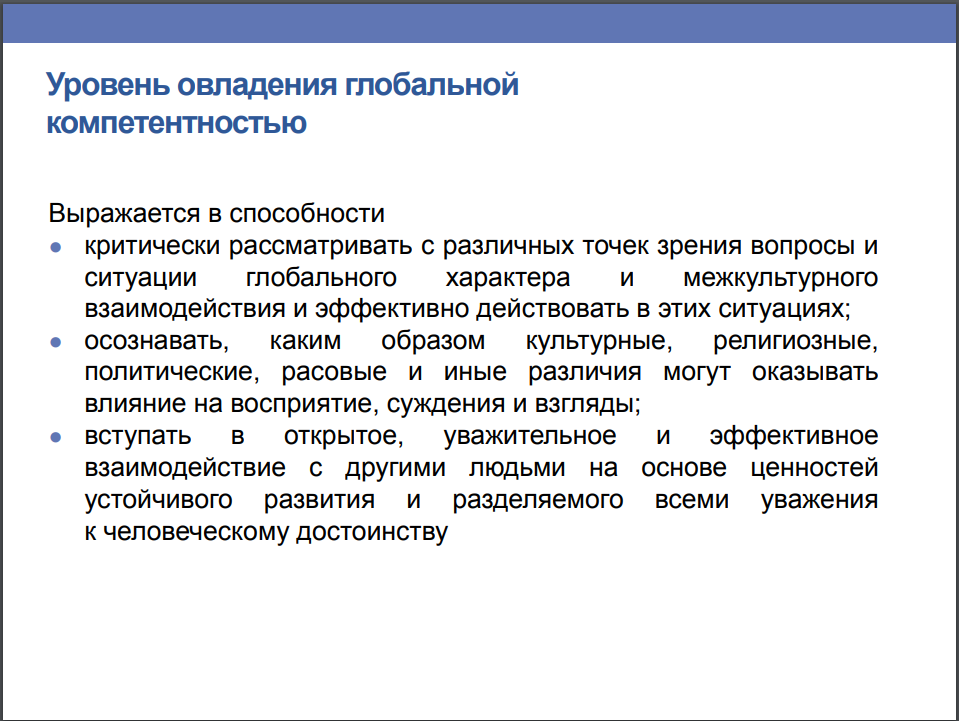 Уровень овладения глобальной
компетентностью
Выражается в способности
● критически рассматривать с различных точек зрения вопросы и
ситуации глобального характера и межкультурного
взаимодействия и эффективно действовать в этих ситуациях;
● осознавать, каким образом культурные, религиозные,
политические, расовые и иные различия могут оказывать
влияние на восприятие, суждения и взгляды;
● вступать в открытое, уважительное и эффективное
взаимодействие с другими людьми на основе ценностей
устойчивого развития и разделяемого всеми уважения
к человеческому достоинству